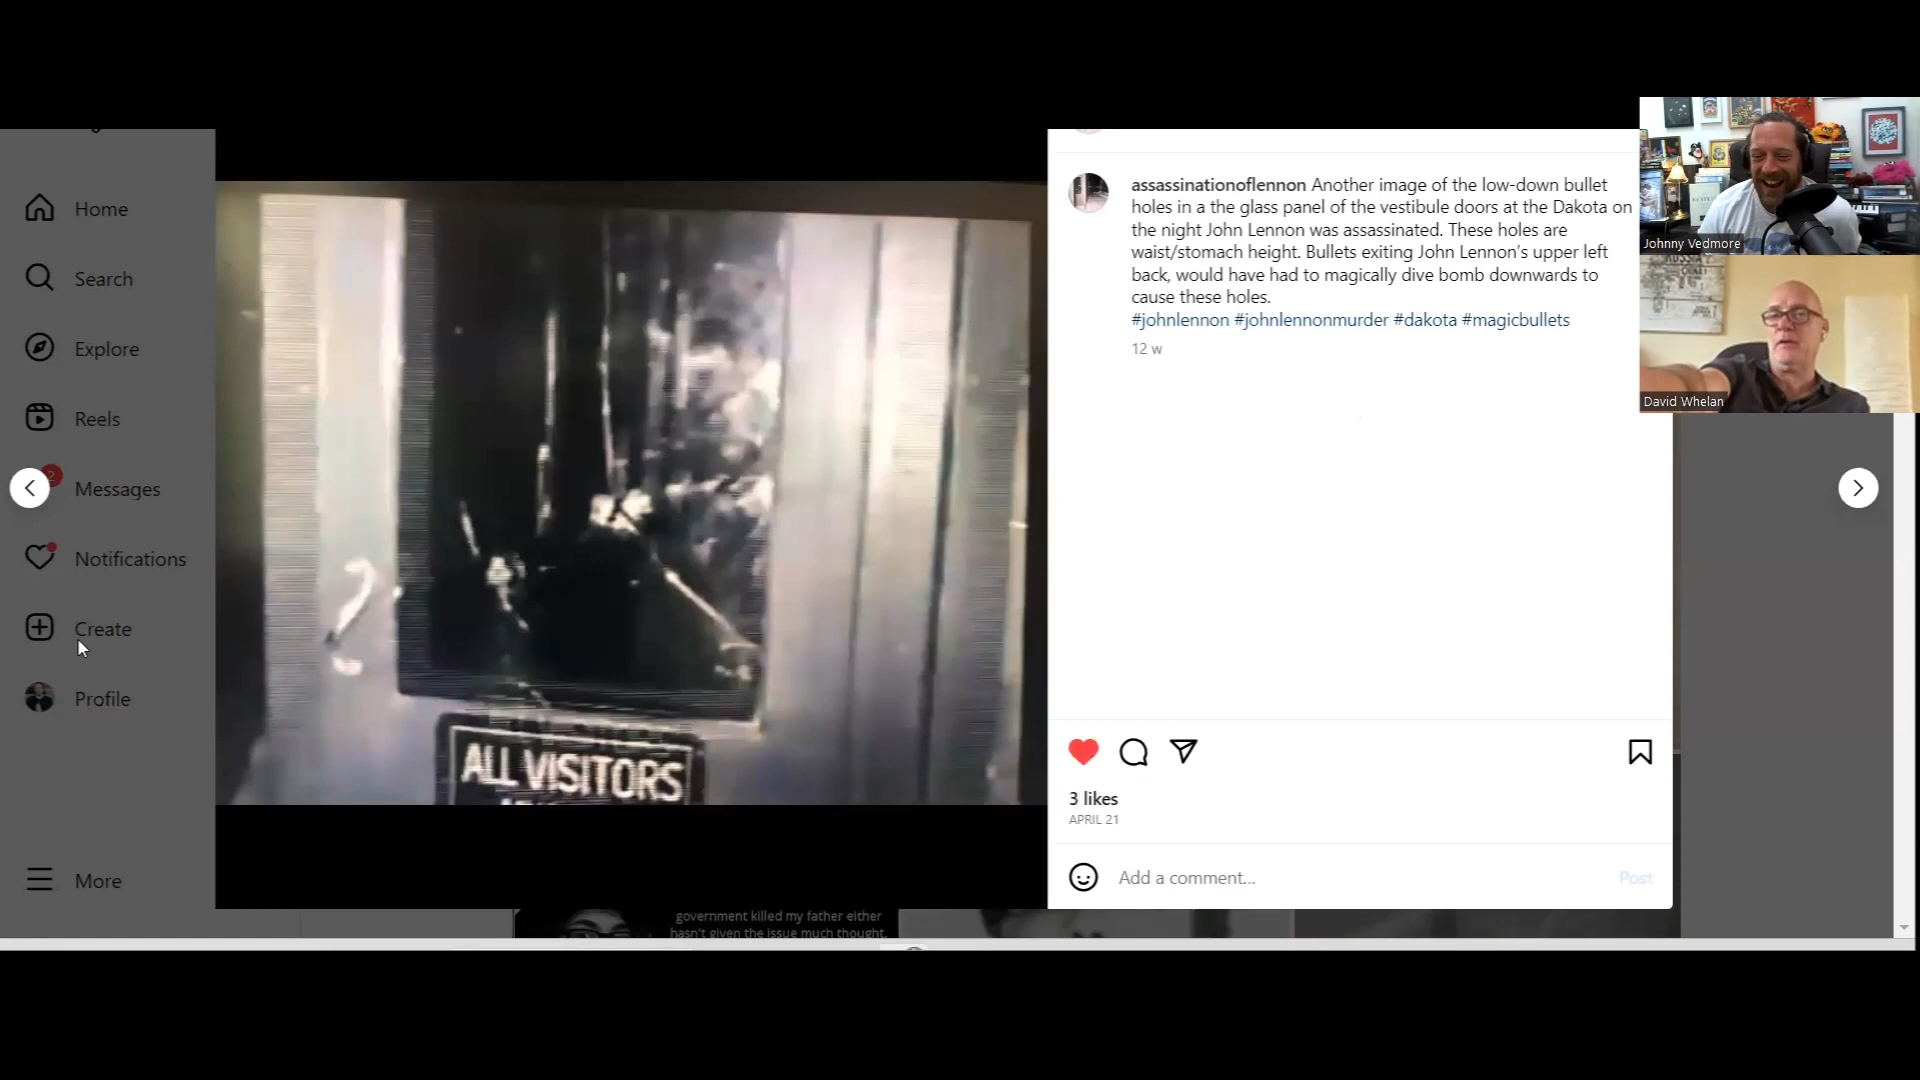 Home
Search
Explore
Reels
2
Messages
Notifications
Create
Profile
More
2
ALL VISITORS
assassinationoflennon Another image of the low-down bullet
holes in a the glass panel of the vestibule doors at the Dakota on
the night John Lennon was assassinated. These holes are
waist/stomach height. Bullets exiting John Lennon's upper left
back, would have had to magically dive bomb downwards to
cause these holes.
#johnlennon #johnlennonmurder #dakota #magicbullets
12 w
3 likes
APRIL 21
Add a comment...
Post
Johnny Vedmore
David Whelan
government killed my father either
hasn't given the issue much thought,